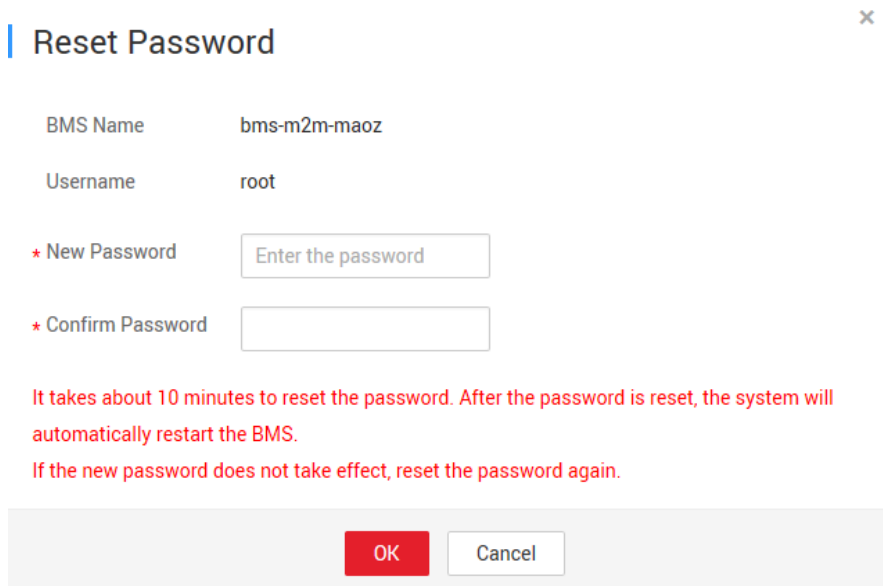 Reset Password
×
BMS Name bms-m2m-maoz
Username root
* New Password Enter the password
* Confirm Password
It takes about 10 minutes to reset the password. After the password is reset, the system will
automatically restart the BMS.
If the new password does not take effect, reset the password again.
OK Cancel